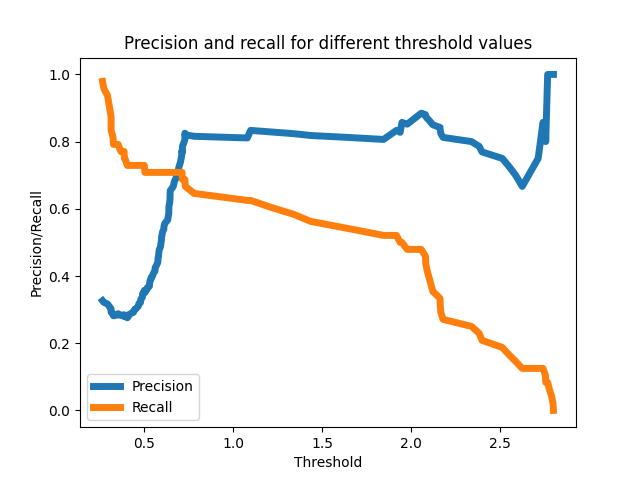 Precision and recall for different threshold values
Precision/Recall
1.0
0.8
0.6
0.4
0.2
0.0
Precision
Recall
0.5 1.0 1.5 2.0 2.5
Threshold